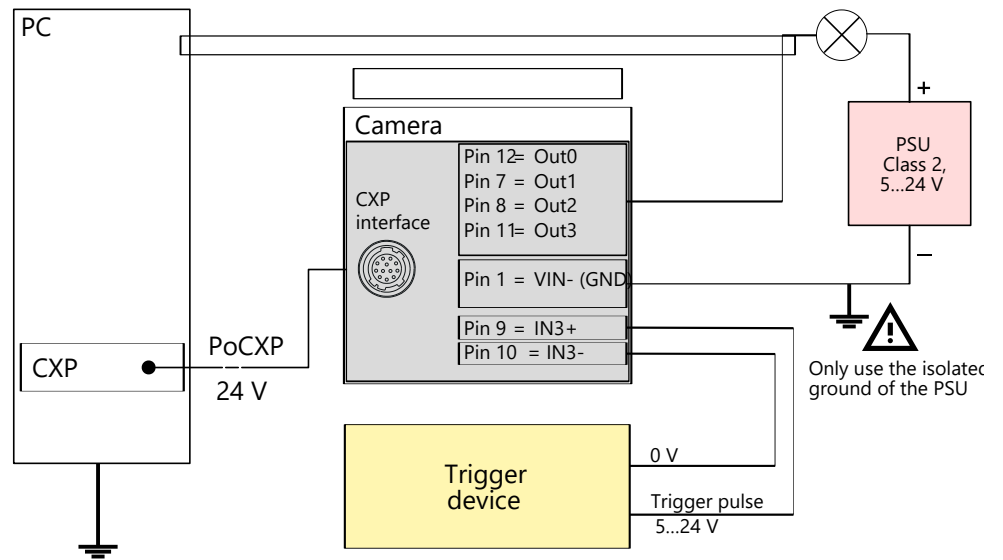 PC
Camera
Pin 12= Out0
Pin 7 = Out1
Pin 8 = Out2
Pin 11= Out3
CXP
interface
Pin 1 = VIN- (GND)
Pin 9 = IN3+
Pin 10 = IN3-
+
PSU
Class 2,
5...24 V
—
Only use the isolated
ground of the PSU
CXP
PoCXP
24 V
Trigger
device
0 V
Trigger pulse
5...24 V